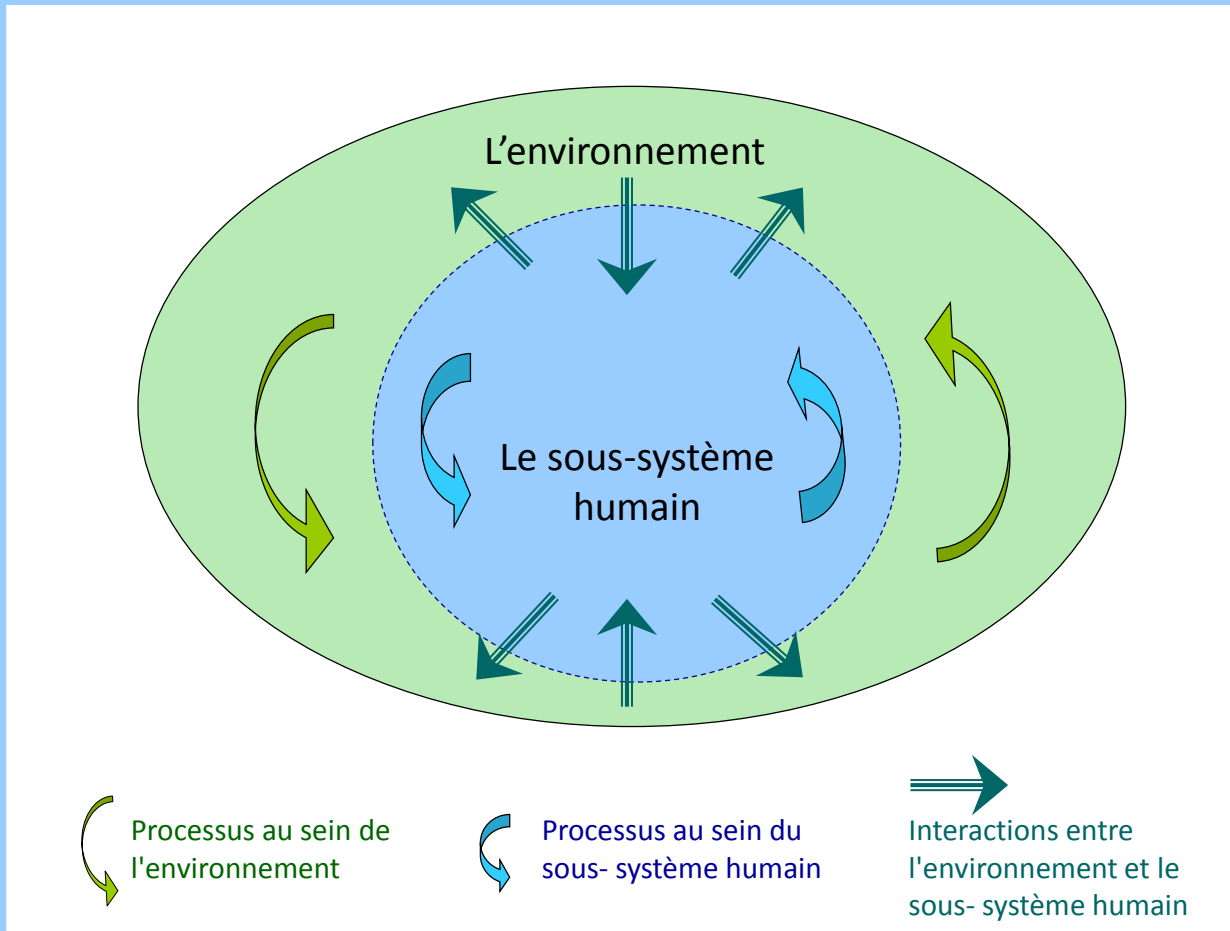 L’environnement
Le sous-système
humain
Processus au sein de
l'environnement
Processus au sein du
sous- système humain
Interactions entre
l'environnement et le
sous- système humain